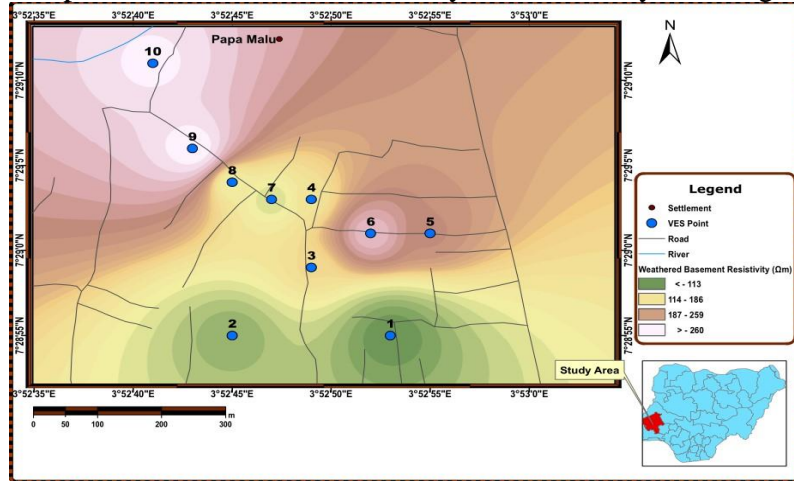 3°52'35"E 3°52'40"E 3°52'45"E 3°52'50"E 3°52'55"E 3°53'0"E
10
Papa Malu
N
7°29'10"N 7°29'10"N
9
7°29'5"N 7°29'5"N
8
7 4
6 5
7°29'0"N 7°29'0"N
3
2 1
7°28'55"N 7°28'55"N
3°52'35"E 3°52'40"E 3°52'45"E 3°52'50"E 3°52'55"E 3°53'0"E
0 50 100 200 300 m
Legend
Settlement
VES Point
Road
River
Weathered Basement Resistivity (Ωm)
< - 113
114 - 186
187 - 259
> - 260
Study Area